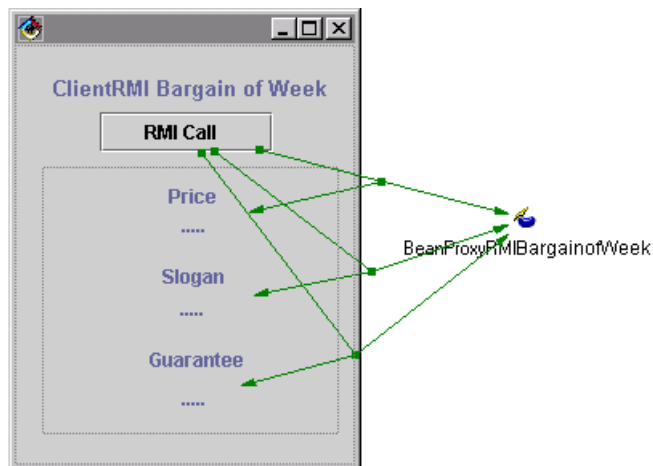 ClientRMI Bargain of Week
RMI Call
Price
.....
BeanProxyRMIBargainofWeek
Slogan
.....
Guarantee
.....